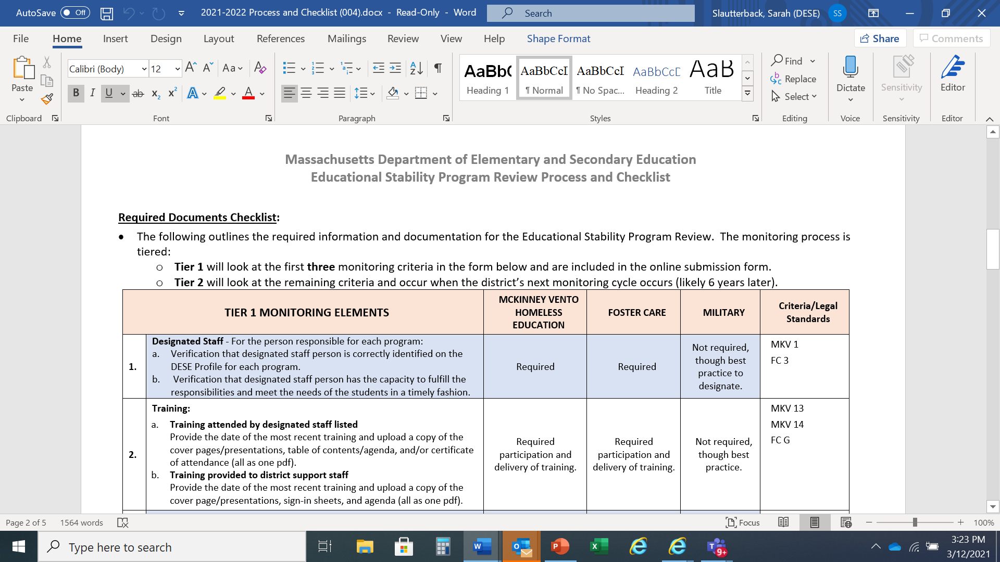 AutoSave Off 2021-2022 Process and Checklist (004).docx - Read-Only - Word Search Slautterback, Sarah (DESE) SS
File Home Insert Design Layout References Mailings Review View Help Shape Format Share Comments
Paste
Calibri (Body) 12
AaBbC AaBbCcI AaBbCcI AaBbCcD AaB
Heading 1 ¶ Normal ¶ No Spac... Heading 2 Title
Find
Replace
Select
Dictate
Sensitivity
Editor
Clipboard Font Paragraph Styles Editing Voice Sensitivity Editor
Massachusetts Department of Elementary and Secondary Education
Educational Stability Program Review Process and Checklist
Required Documents Checklist:
• The following outlines the required information and documentation for the Educational Stability Program Review. The monitoring process is
tiered:
o Tier 1 will look at the first three monitoring criteria in the form below and are included in the online submission form.
o Tier 2 will look at the remaining criteria and occur when the district's next monitoring cycle occurs (likely 6 years later).
TIER 1 MONITORING ELEMENTS
MCKINNEY VENTO
HOMELESS
EDUCATION
FOSTER CARE
MILITARY
Criteria/Legal
Standards
1.
Designated Staff - For the person responsible for each program:
a. Verification that designated staff person is correctly identified on the
DESE Profile for each program.
b. Verification that designated staff person has the capacity to fulfill the
responsibilities and meet the needs of the students in a timely fashion.
Required
Required
Not required,
though best
practice to
designate.
MKV 1
FC 3
2.
Training:
a. Training attended by designated staff listed
Provide the date of the most recent training and upload a copy of the
cover pages/presentations, table of contents/agenda, and/or certificate
of attendance (all as one pdf).
b. Training provided to district support staff
Provide the date of the most recent training and upload a copy of the
cover page/presentations, sign-in sheets, and agenda (all as one pdf).
Required
participation and
delivery of training.
Required
participation and
delivery of training.
Not required,
though best
practice.
MKV 13
MKV 14
FC G
Page 2 of 5 1564 words Focus 100%
Type here to search
9+
3:23 PM
3/12/2021